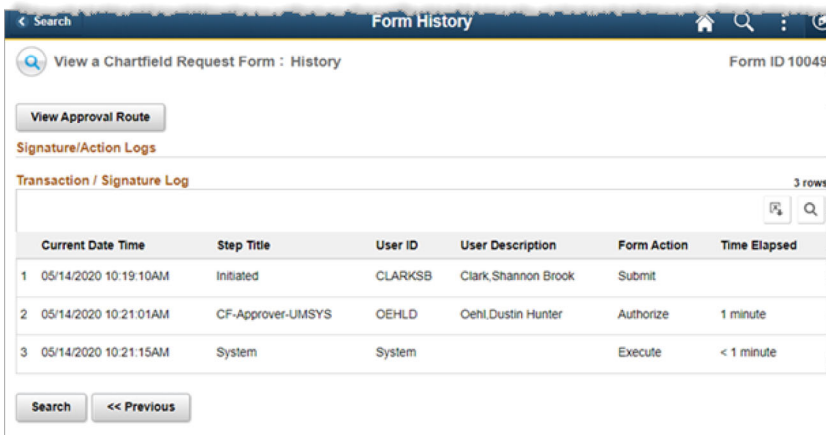 Search
Form History
View a Chartfield Request Form : History
Form ID 10049
View Approval Route
Signature/Action Logs
Transaction / Signature Log
3 rows
Current Date Time Step Title User ID User Description Form Action Time Elapsed
1 05/14/2020 10:19:10AM Initiated CLARKSB Clark,Shannon Brook Submit
2 05/14/2020 10:21:01AM CF-Approver-UMSYS OEHLD Oehl,Dustin Hunter Authorize 1 minute
3 05/14/2020 10:21:15AM System System Execute < 1 minute
Search << Previous